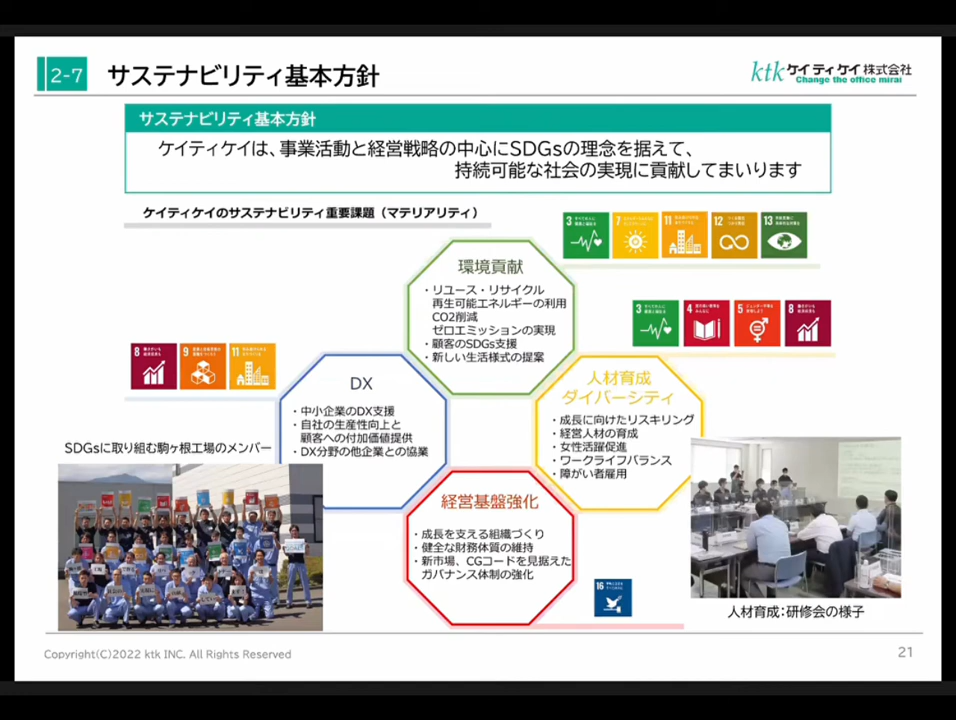 2-7
サステナビリティ基本方針
ktk ケイティケイ株式会社
Change the office mirai
サステナビリティ基本方針
ケイティケイは、事業活動と経営戦略の中心にSDGsの理念を据えて、
持続可能な社会の実現に貢献してまいります
ケイティケイのサステナビリティ重要課題（マテリアリティ）
3
7
11
12
13
環境貢献
・リユース・リサイクル
再生可能エネルギーの利用
CO2削減
ゼロエミッションの実現
・顧客のSDGs支援
・新しい生活様式の提案
3
4
5
8
8
9
11
DX
・中小企業のDX支援
・自社の生産性向上と
顧客への付加価値提供
・DX分野の他企業との協業
人材育成
ダイバーシティ
・成長に向けたリスキリング
・経営人材の育成
・女性活躍促進
・ワークライフバランス
・障がい者雇用
SDGsに取り組む駒ヶ根工場のメンバー
経営基盤強化
・成長を支える組織づくり
・健全な財務体質の維持
・新市場、CGコードを見据えた
ガバナンス体制の強化
16
人材育成：研修会の様子
Copyright(C)2022 ktk INC. All Rights Reserved
21